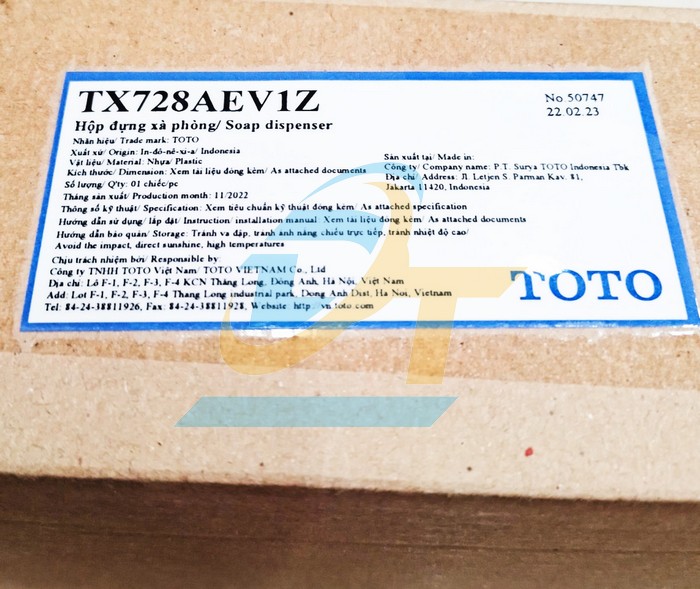 TX728AEV1Z
No 50747
22.02.23
Hộp đựng xà phòng/ Soap dispenser
Nhãn hiệu/ Trade mark: TOTO
Xuất xứ/ Origin: In-đô-nê-xi-a/ Indonesia
Vật liệu/ Material: Nhựa/ Plastic
Kích thước/ Dimension: Xem tài liệu đóng kèm/ As attached documents
Số lượng/ Q'ty: 01 chiếc/pc
Tháng sản xuất/ Production month: 11/2022
Sản xuất tại/ Made in:
Công ty/ Company name: P.T. Surya TOTO Indonesia Tbk
Địa chỉ/ Address: Jl. Letjen S. Parman Kav. 81,
Jakarta 11420, Indonesia
Thông số kỹ thuật/ Specification: Xem tiêu chuẩn kỹ thuật đóng kèm/ As attached specification
Hướng dẫn sử dụng/ lắp đặt/ Instruction/ installation manual: Xem tài liệu đóng kèm/ As attached documents
Hướng dẫn bảo quản/ Storage: Tránh va đập, tránh ánh nắng chiếu trực tiếp, tránh nhiệt độ cao/
Avoid the impact, direct sunshine, high temperatures
Chịu trách nhiệm bởi/ Responsible by:
Công ty TNHH TOTO Việt Nam/ TOTO VIETNAM Co., Ltd
Địa chỉ: Lô F-1, F-2, F-3, F-4 KCN Thăng Long, Đông Anh, Hà Nội, Việt Nam
Add: Lot F-1, F-2, F-3, F-4 Thang Long industrial park, Dong Anh Dist, Ha Noi, Vietnam
Tel: 84-24-38811926, Fax: 84-24-38811928, Website: http://vn.toto.com
TOTO